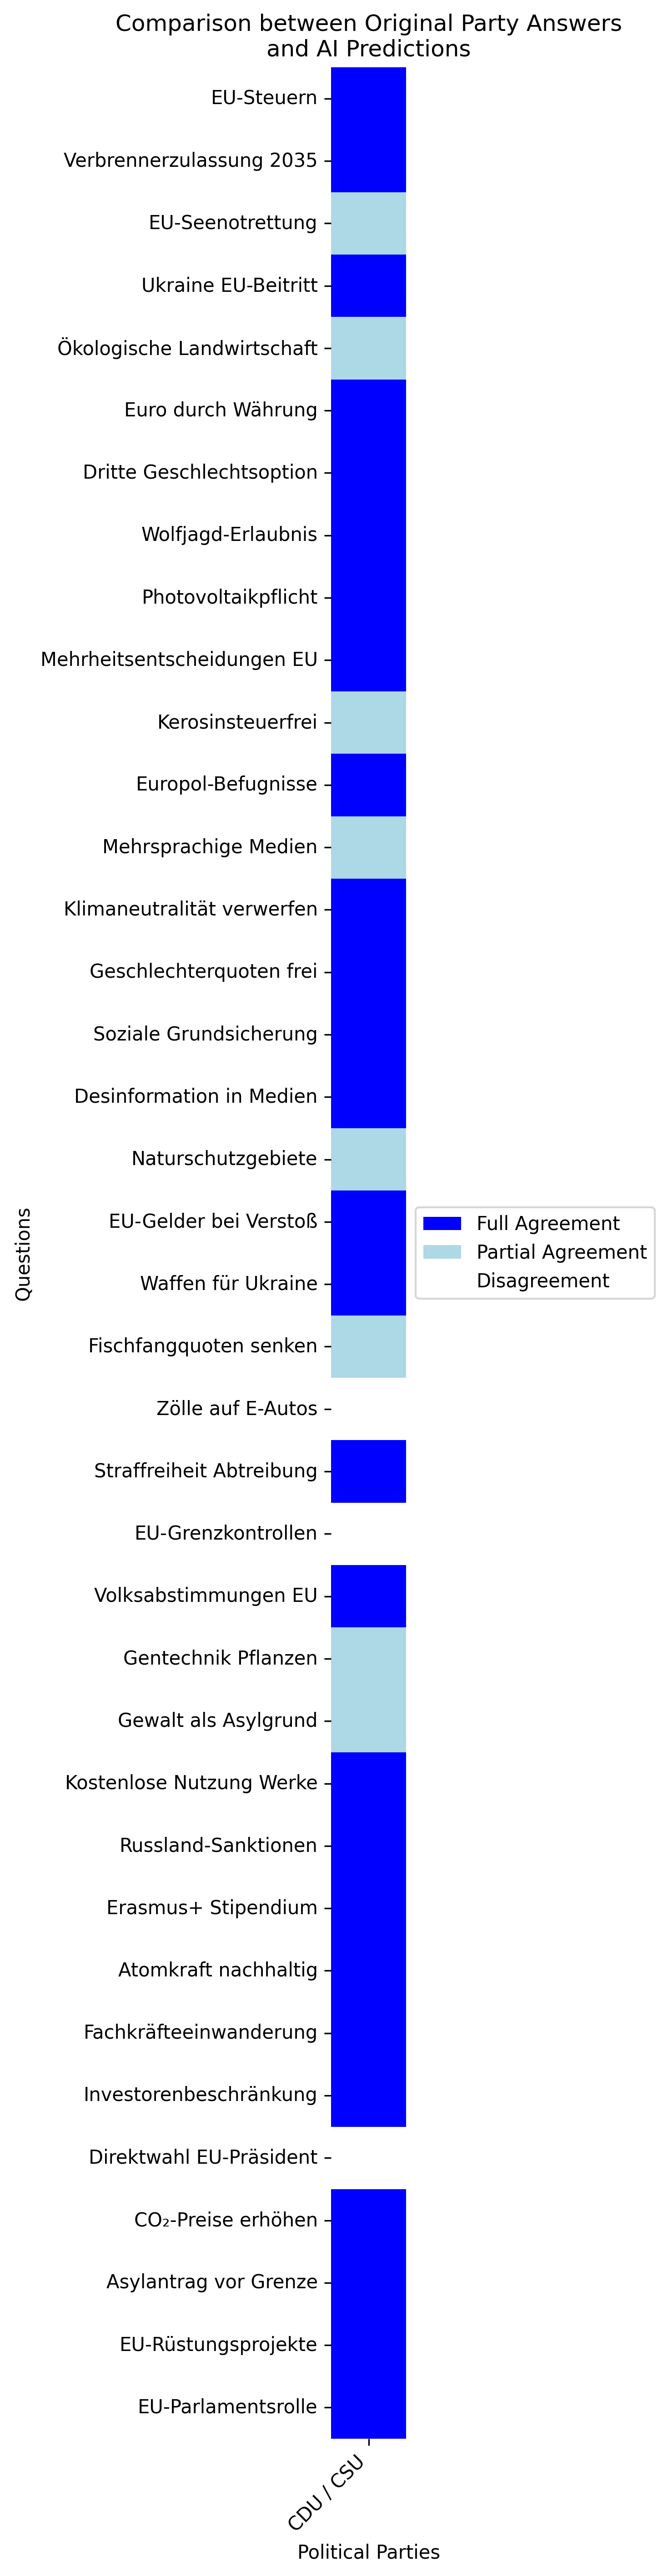 Comparison between Original Party Answers
and AI Predictions
EU-Steuern
Verbrennerzulassung 2035
EU-Seenotrettung
Ukraine EU-Beitritt
Ökologische Landwirtschaft
Euro durch Währung
Dritte Geschlechtsoption
Wolfjagd-Erlaubnis
Photovoltaikpflicht
Mehrheitsentscheidungen EU
Kerosinsteuerfrei
Europol-Befugnisse
Mehrsprachige Medien
Klimaneutralität verwerfen
Geschlechterquoten frei
Soziale Grundsicherung
Desinformation in Medien
Naturschutzgebiete
EU-Gelder bei Verstoß
Waffen für Ukraine
Fischfangquoten senken
Zölle auf E-Autos
Straffreiheit Abtreibung
EU-Grenzkontrollen
Volksabstimmungen EU
Gentechnik Pflanzen
Gewalt als Asylgrund
Kostenlose Nutzung Werke
Russland-Sanktionen
Erasmus+ Stipendium
Atomkraft nachhaltig
Fachkräfteeinwanderung
Investorenbeschränkung
Direktwahl EU-Präsident
CO₂-Preise erhöhen
Asylantrag vor Grenze
EU-Rüstungsprojekte
EU-Parlamentsrolle
Questions
Full Agreement
Partial Agreement
Disagreement
CDU / CSU
Political Parties